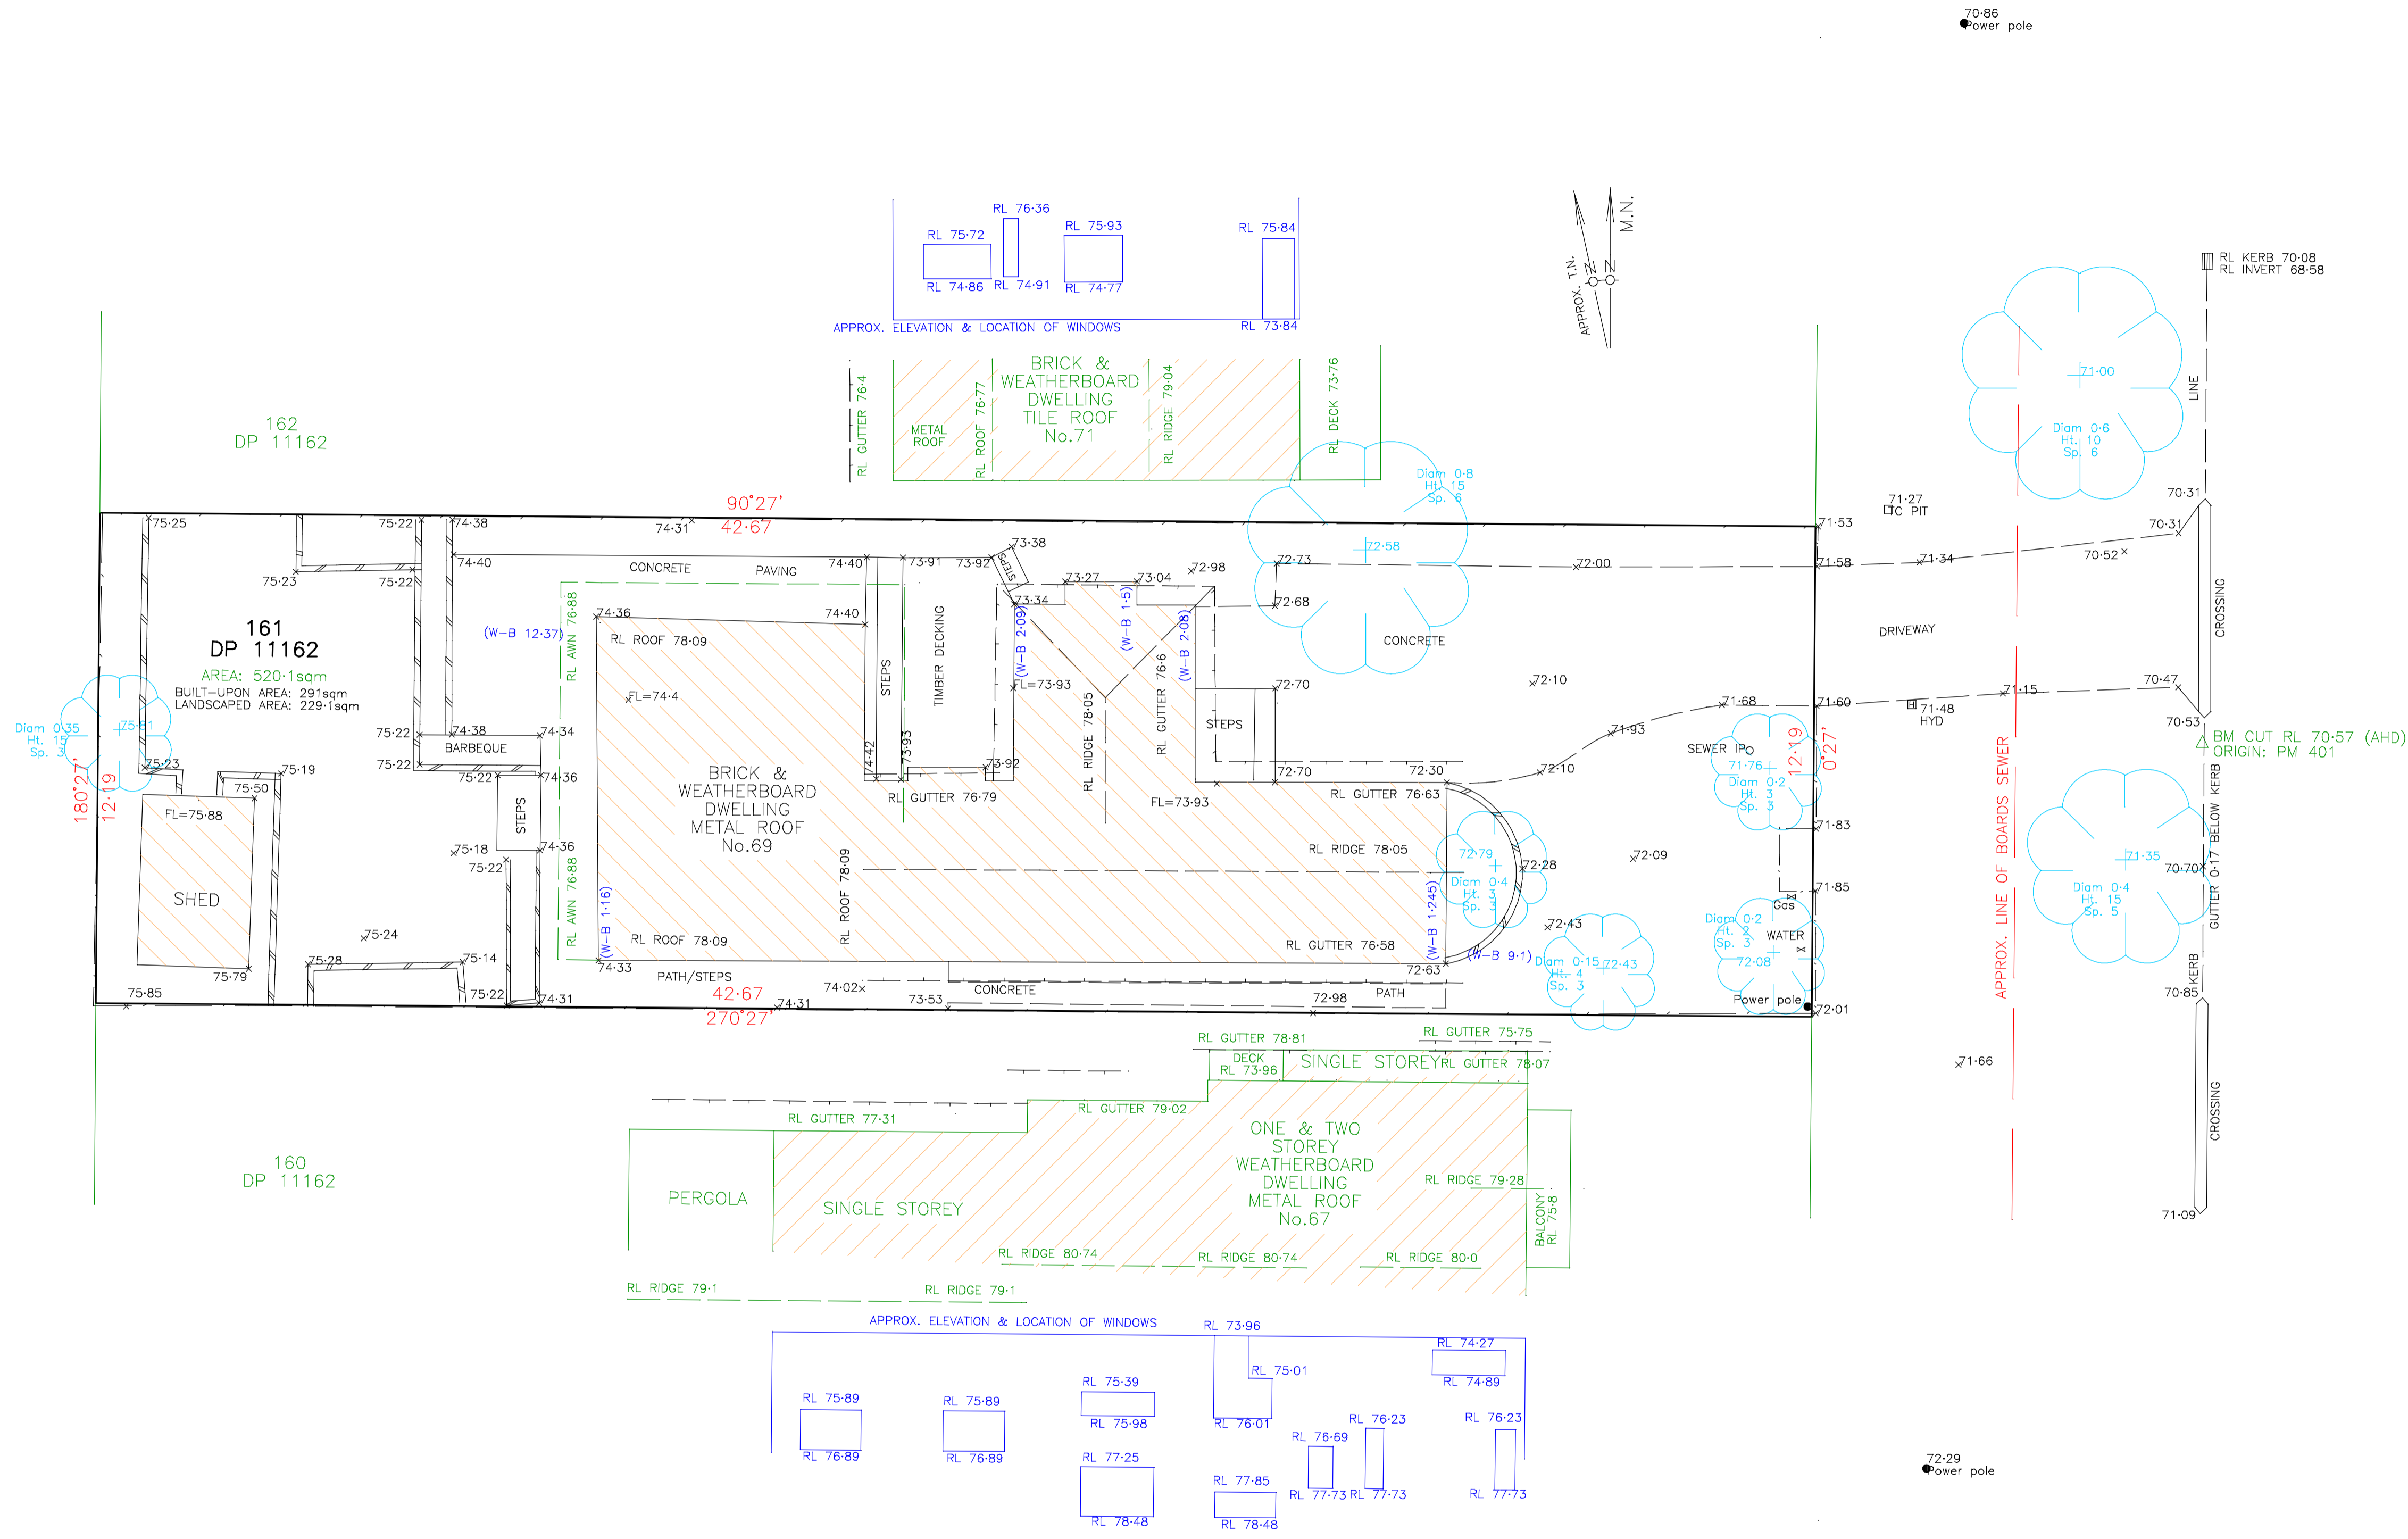 70·86
Power pole
RL 76·36
RL 75·72
RL 75·93
RL 75·84
RL 74·86
RL 74·91
RL 74·77
RL 73·84
APPROX. ELEVATION & LOCATION OF WINDOWS
APPROX. T.N.
N
N
M.N.
RL KERB 70·08
RL INVERT 68·58
LINE
162
DP 11162
RL GUTTER 76·4
METAL
ROOF
RL ROOF 76·77
BRICK &
WEATHERBOARD
DWELLING
TILE ROOF
No.71
RL RIDGE 79·04
RL DECK 73·76
71·00
Diam 0·6
Ht. 10
Sp. 6
Diam 0·8
Ht. 15
Sp. 6
72·58
90°27'
42·67
75·25
75·22
74·38
74·31
71·53
71·27
TC PIT
70·31
70·31
70·52
75·23
75·22
74·40
CONCRETE
PAVING
74·40
73·91
73·92
73·38
STEPS
73·27
73·04
72·98
72·73
72·00
71·58
71·34
73·34
72·68
74·36
74·40
RL ROOF 78·09
RL AWN 76·88
161
DP 11162
AREA: 520·1sqm
BUILT-UPON AREA: 291sqm
LANDSCAPED AREA: 229·1sqm
(W-B 12·37)
FL=74·4
STEPS
TIMBER DECKING
(W-B 2·09)
FL=73·93
(W-B 1·5)
(W-B 2·08)
RL RIDGE 78·05
RL GUTTER 76·6
CONCRETE
DRIVEWAY
CROSSING
72·70
72·10
71·68
71·60
71·15
70·47
71·48
HYD
70·53
STEPS
71·93
Diam 0·35
Ht. 15
Sp. 3
75·81
75·22
74·38
74·34
BARBEQUE
75·22
75·22
74·36
75·23
75·19
75·50
180°27'
12·19
74·42
73·93
73·92
72·70
72·30
72·10
SEWER IP
71·76
Diam 0·2
Ht. 3
Sp. 3
12·19
0°27'
BM CUT RL 70·57 (AHD)
ORIGIN: PM 401
FL=75·88
SHED
STEPS
75·18
74·36
75·22
BRICK &
WEATHERBOARD
DWELLING
METAL ROOF
No.69
RL GUTTER 76·79
FL=73·93
RL GUTTER 76·63
RL RIDGE 78·05
72·79
Diam 0·4
Ht. 3
Sp. 3
72·28
72·09
71·83
71·85
Gas
APPROX. LINE OF BOARDS SEWER
71·35
Diam 0·4
Ht. 15
Sp. 5
70·70
GUTTER 0·17 BELOW KERB
KERB
RL AWN 76·88
(W-B 1·16)
RL ROOF 78·09
RL ROOF 78·09
RL GUTTER 76·58
(W-B 1·245)
(W-B 9·1)
72·43
Diam 0·15
Ht. 4
Sp. 3
72·43
Diam 0·2
Ht. 2
Sp. 3
WATER
72·08
Power pole
72·01
75·24
75·28
75·14
75·79
75·85
75·22
74·31
74·33
PATH/STEPS
42·67
270°27'
74·31
74·02
73·53
CONCRETE
72·98
PATH
72·63
70·85
71·66
CROSSING
71·09
RL GUTTER 78·81
RL GUTTER 75·75
DECK
RL 73·96
SINGLE STOREY
RL GUTTER 78·07
RL GUTTER 77·31
RL GUTTER 79·02
160
DP 11162
PERGOLA
SINGLE STOREY
ONE & TWO
STOREY
WEATHERBOARD
DWELLING
METAL ROOF
No.67
RL RIDGE 79·28
BALCONY
RL 75·8
RL RIDGE 80·74
RL RIDGE 80·74
RL RIDGE 80·0
RL RIDGE 79·1
RL RIDGE 79·1
APPROX. ELEVATION & LOCATION OF WINDOWS
RL 73·96
RL 74·27
RL 75·01
RL 74·89
RL 75·39
RL 75·89
RL 75·89
RL 75·98
RL 76·01
RL 76·23
RL 76·23
RL 76·69
RL 76·89
RL 76·89
RL 77·25
RL 77·85
RL 77·73
RL 77·73
RL 77·73
RL 78·48
RL 78·48
72·29
Power pole